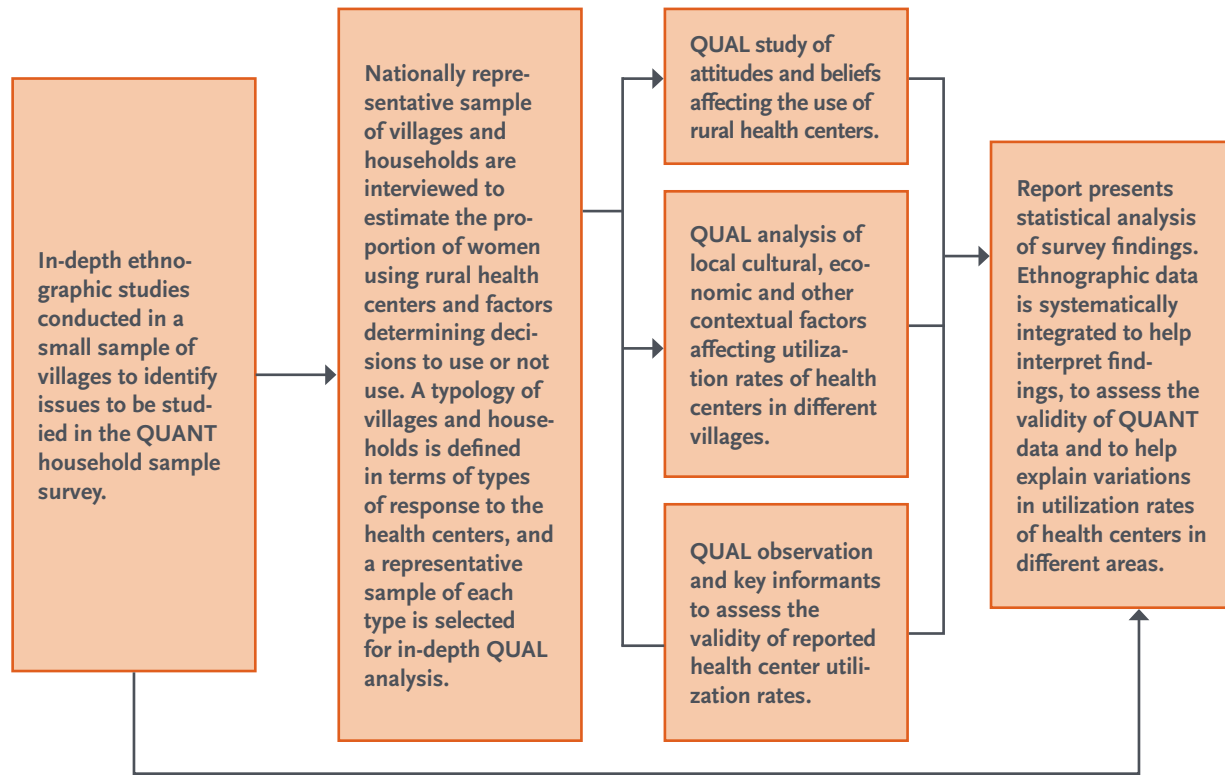 In-depth ethno-
graphic studies
conducted in a
small sample of
villages to identify
issues to be stud-
ied in the QUANT
household sample
survey.
Nationally repre-
sentative sample
of villages and
households are
interviewed to
estimate the pro-
portion of women
using rural health
centers and factors
determining deci-
sions to use or not
use. A typology of
villages and house-
holds is defined
in terms of types
of response to the
health centers, and
a representative
sample of each
type is selected
for in-depth QUAL
analysis.
QUAL study of
attitudes and beliefs
affecting the use of
rural health centers.
QUAL analysis of
local cultural, eco-
nomic and other
contextual factors
affecting utiliza-
tion rates of health
centers in different
villages.
QUAL observation
and key informants
to assess the
validity of reported
health center utili-
zation rates.
Report presents
statistical analysis
of survey findings.
Ethnographic data
is systematically
integrated to help
interpret find-
ings, to assess the
validity of QUANT
data and to help
explain variations
in utilization rates
of health centers in
different areas.